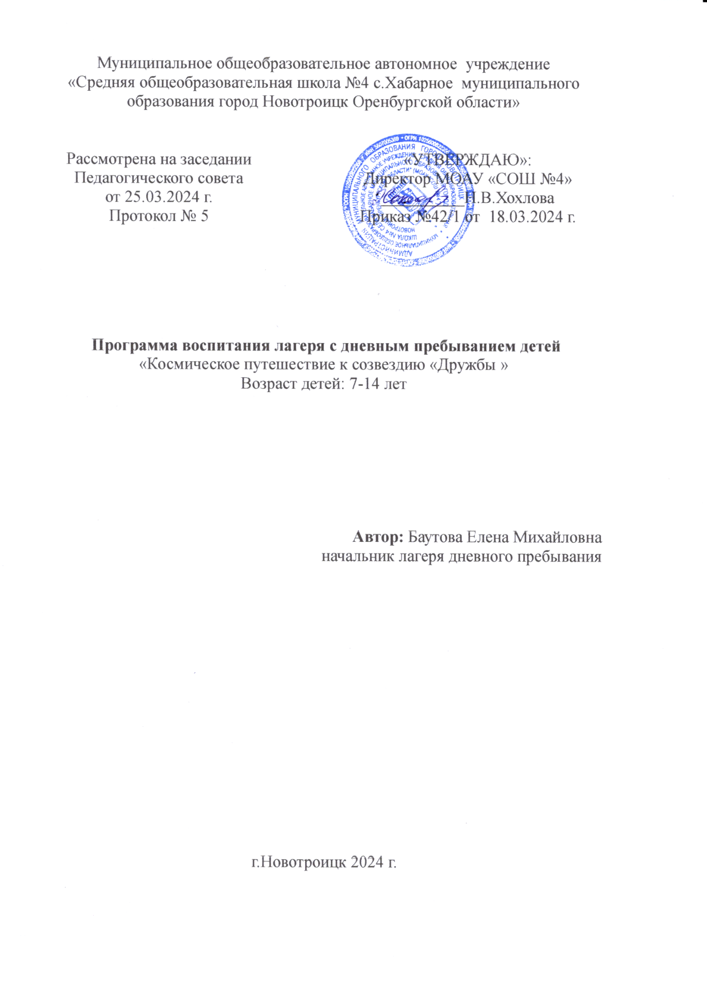 Муниципальное общеобразовательное автономное учреждение
«Средняя общеобразовательная школа №4 с.Хабарное муниципального
образования город Новотроицк Оренбургской области»
Рассмотрена на заседании
Педагогического совета
от 25.03.2024 г.
Протокол № 5
«УТВЕРЖДАЮ»:
Директор МОАУ «СОШ №4»
Хохлова
Приказ №42/1 от 18.03.2024 г.
Программа воспитания лагеря с дневным пребыванием детей
«Космическое путешествие к созвездию «Дружбы »
Возраст детей: 7-14 лет
Автор: Баутова Елена Михайловна
начальник лагеря дневного пребывания
г.Новотроицк 2024 г.